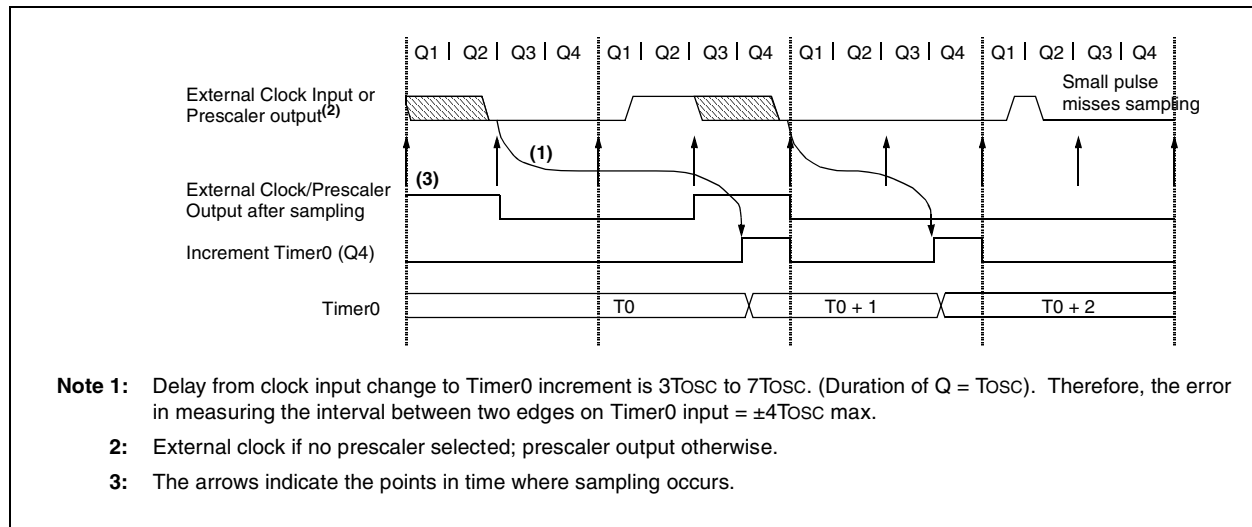 Q1 | Q2 | Q3 | Q4 | Q1 | Q2 | Q3 | Q4 | Q1 | Q2 | Q3 | Q4 | Q1 | Q2 | Q3 | Q4
External Clock Input or
Prescaler output(2)
Small pulse
misses sampling
(1)
(3)
External Clock/Prescaler
Output after sampling
Increment Timer0 (Q4)
Timer0
T0
T0 + 1
T0 + 2
Note 1: Delay from clock input change to Timer0 increment is 3TOSC to 7TOSC. (Duration of Q = TOSC). Therefore, the error
in measuring the interval between two edges on Timer0 input = ±4TOSC max.
2: External clock if no prescaler selected; prescaler output otherwise.
3: The arrows indicate the points in time where sampling occurs.